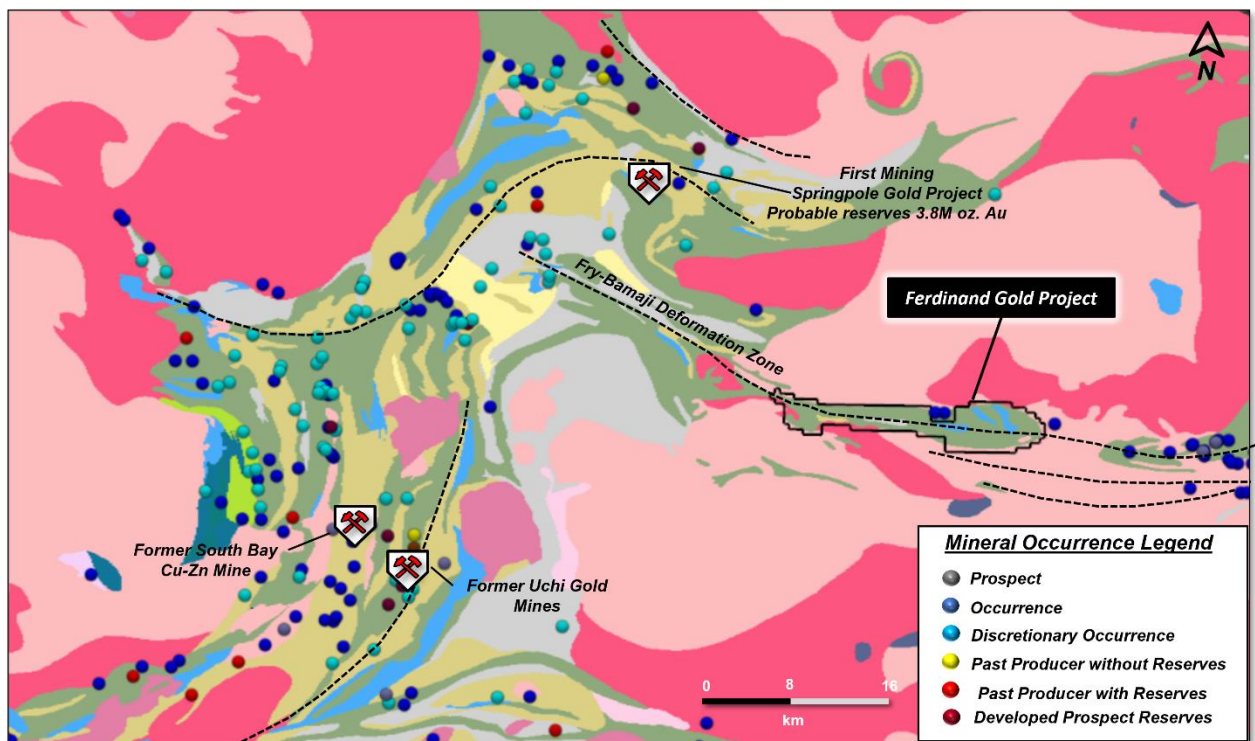 N
First Mining
Springpole Gold Project
Probable reserves 3.8M oz. Au
Fry-Bamaji Deformation Zone
Ferdinand Gold Project
Former South Bay
Cu-Zn Mine
Former Uchi Gold
Mines
Mineral Occurrence Legend
Prospect
Occurrence
Discretionary Occurrence
Past Producer without Reserves
Past Producer with Reserves
Developed Prospect Reserves
0 8 16
km